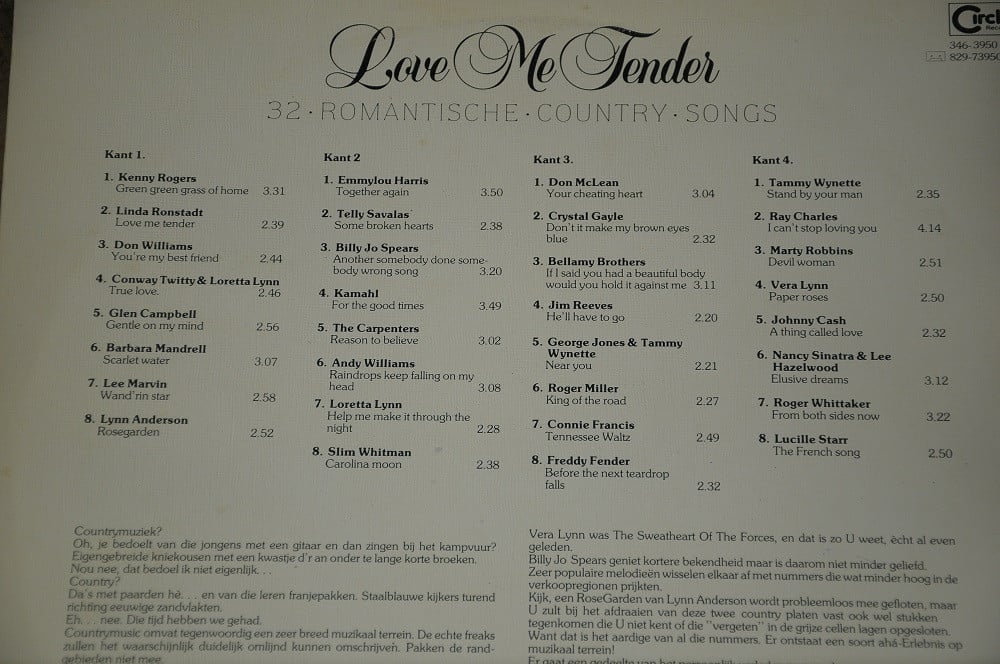 Love Me Tender
32 · ROMANTISCHE · COUNTRY · SONGS
Circle
346-3950
829-73950
Kant 1.
1. Kenny Rogers
Green green grass of home 3.31
2. Linda Ronstadt
Love me tender 2.39
3. Don Williams
You're my best friend 2.44
4. Conway Twitty & Loretta Lynn
True love. 2.46
5. Glen Campbell
Gentle on my mind 2.56
6. Barbara Mandrell
Scarlet water 3.07
7. Lee Marvin
Wand'rin star 2.58
8. Lynn Anderson
Rosegarden 2.52
Kant 2
1. Emmylou Harris
Together again 3.50
2. Telly Savalas
Some broken hearts 2.38
3. Billy Jo Spears
Another somebody done some-
body wrong song 3.20
4. Kamahl
For the good times 3.49
5. The Carpenters
Reason to believe 3.02
6. Andy Williams
Raindrops keep falling on my
head 3.08
7. Loretta Lynn
Help me make it through the
night 2.28
8. Slim Whitman
Carolina moon 2.38
Kant 3.
1. Don McLean
Your cheating heart 3.04
2. Crystal Gayle
Don't it make my brown eyes
blue 2.32
3. Bellamy Brothers
If I said you had a beautiful body
would you hold it against me 3.11
4. Jim Reeves
He'll have to go 2.20
5. George Jones & Tammy
Wynette
Near you 2.21
6. Roger Miller
King of the road 2.27
7. Connie Francis
Tennessee Waltz 2.49
8. Freddy Fender
Before the next teardrop
falls 2.32
Kant 4.
1. Tammy Wynette
Stand by your man 2.35
2. Ray Charles
I can't stop loving you 4.14
3. Marty Robbins
Devil woman 2.51
4. Vera Lynn
Paper roses 2.50
5. Johnny Cash
A thing called love 2.32
6. Nancy Sinatra & Lee
Hazelwood
Elusive dreams 3.12
7. Roger Whittaker
From both sides now 3.22
8. Lucille Starr
The French song 2.50
Countrymuziek?
Oh, je bedoelt van die jongens met een gitaar en dan zingen bij het kampvuur?
Eigengebreide kniekousen met een kwastje d'r an onder te lange korte broeken.
Nou nee, dat bedoel ik niet eigenlijk. . .
Country?
Da's met paarden hè. . . en van die leren franjepakken. Staalblauwe kijkers turend
richting eeuwige zandvlakten.
Eh. . . nee. Die tijd hebben we gehad.
Countrymusic omvat tegenwoordig een zeer breed muzikaal terrein. De echte freaks
zullen het waarschijnlijk duidelijk omlijnd kunnen omschrijven. Pakken de rand-
gebieden niet mee.
Vera Lynn was The Sweatheart Of The Forces, en dat is zo U weet, ècht al even
geleden.
Billy Jo Spears geniet kortere bekendheid maar is daarom niet minder geliefd.
Zeer populaire melodieën wisselen elkaar af met nummers die wat minder hoog in de
verkoopregionen prijkten.
Kijk, een RoseGarden van Lynn Anderson wordt probleemloos mee gefloten, maar
U zult bij het afdraaien van deze twee country platen vast ook wel stukken
tegenkomen die U niet kent of die "vergeten" in de grijze cellen lagen opgesloten.
Want dat is het aardige van al die nummers. Er ontstaat een soort ahá-Erlebnis op
muzikaal terrein!
Er gaat een gedeelte van het